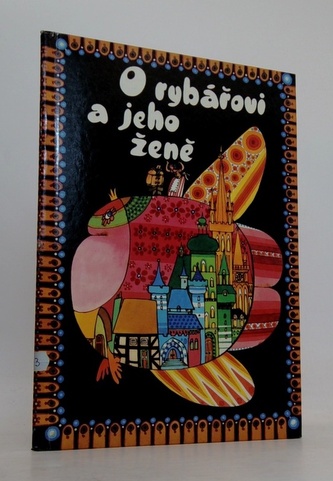 O rybářovi
a jeho
ženě